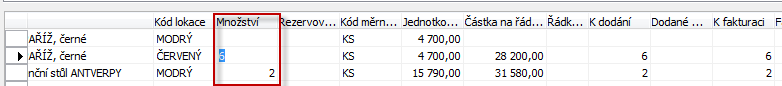 Kód lokace Množství Rezervov... Kód měrn... Jednotko... Částka na řád... Řádk... K dodání Dodané ... K fakturaci F
AŘÍŽ, černé MODRÝ KS 4 700,00
AŘÍŽ, černé ČERVENÝ 6 KS 4 700,00 28 200,00 6 6
nční stůl ANTVERPY MODRÝ 2 KS 15 790,00 31 580,00 2 2